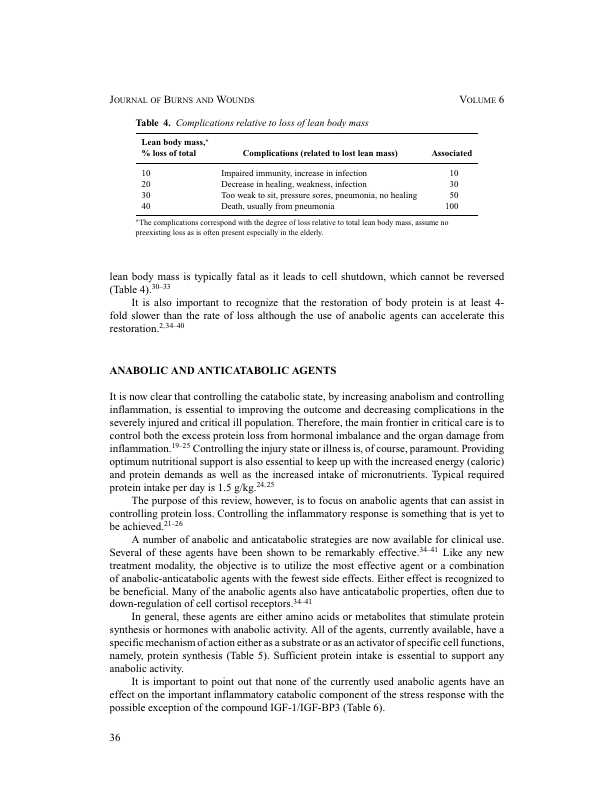 JOURNAL OF BURNS AND WOUNDS VOLUME 6
Table 4. Complications relative to loss of lean body mass
Lean body mass,*
% loss of total Complications (related to lost lean mass) Associated
10 Impaired immunity, increase in infection 10
20 Decrease in healing, weakness, infection 30
30 Too weak to sit, pressure sores, pneumonia, no healing 50
40 Death, usually from pneumonia 100
*The complications correspond with the degree of loss relative to total lean body mass, assume no
preexisting loss as is often present especially in the elderly.
lean body mass is typically fatal as it leads to cell shutdown, which cannot be reversed
(Table 4).30–33
It is also important to recognize that the restoration of body protein is at least 4-
fold slower than the rate of loss although the use of anabolic agents can accelerate this
restoration.2,34–40
ANABOLIC AND ANTICATABOLIC AGENTS
It is now clear that controlling the catabolic state, by increasing anabolism and controlling
inflammation, is essential to improving the outcome and decreasing complications in the
severely injured and critical ill population. Therefore, the main frontier in critical care is to
control both the excess protein loss from hormonal imbalance and the organ damage from
inflammation.19–25 Controlling the injury state or illness is, of course, paramount. Providing
optimum nutritional support is also essential to keep up with the increased energy (caloric)
and protein demands as well as the increased intake of micronutrients. Typical required
protein intake per day is 1.5 g/kg.24,25
The purpose of this review, however, is to focus on anabolic agents that can assist in
controlling protein loss. Controlling the inflammatory response is something that is yet to
be achieved.21–26
A number of anabolic and anticatabolic strategies are now available for clinical use.
Several of these agents have been shown to be remarkably effective.34–41 Like any new
treatment modality, the objective is to utilize the most effective agent or a combination
of anabolic-anticatabolic agents with the fewest side effects. Either effect is recognized to
be beneficial. Many of the anabolic agents also have anticatabolic properties, often due to
down-regulation of cell cortisol receptors.34–41
In general, these agents are either amino acids or metabolites that stimulate protein
synthesis or hormones with anabolic activity. All of the agents, currently available, have a
specific mechanism of action either as a substrate or as an activator of specific cell functions,
namely, protein synthesis (Table 5). Sufficient protein intake is essential to support any
anabolic activity.
It is important to point out that none of the currently used anabolic agents have an
effect on the important inflammatory catabolic component of the stress response with the
possible exception of the compound IGF-1/IGF-BP3 (Table 6).
36